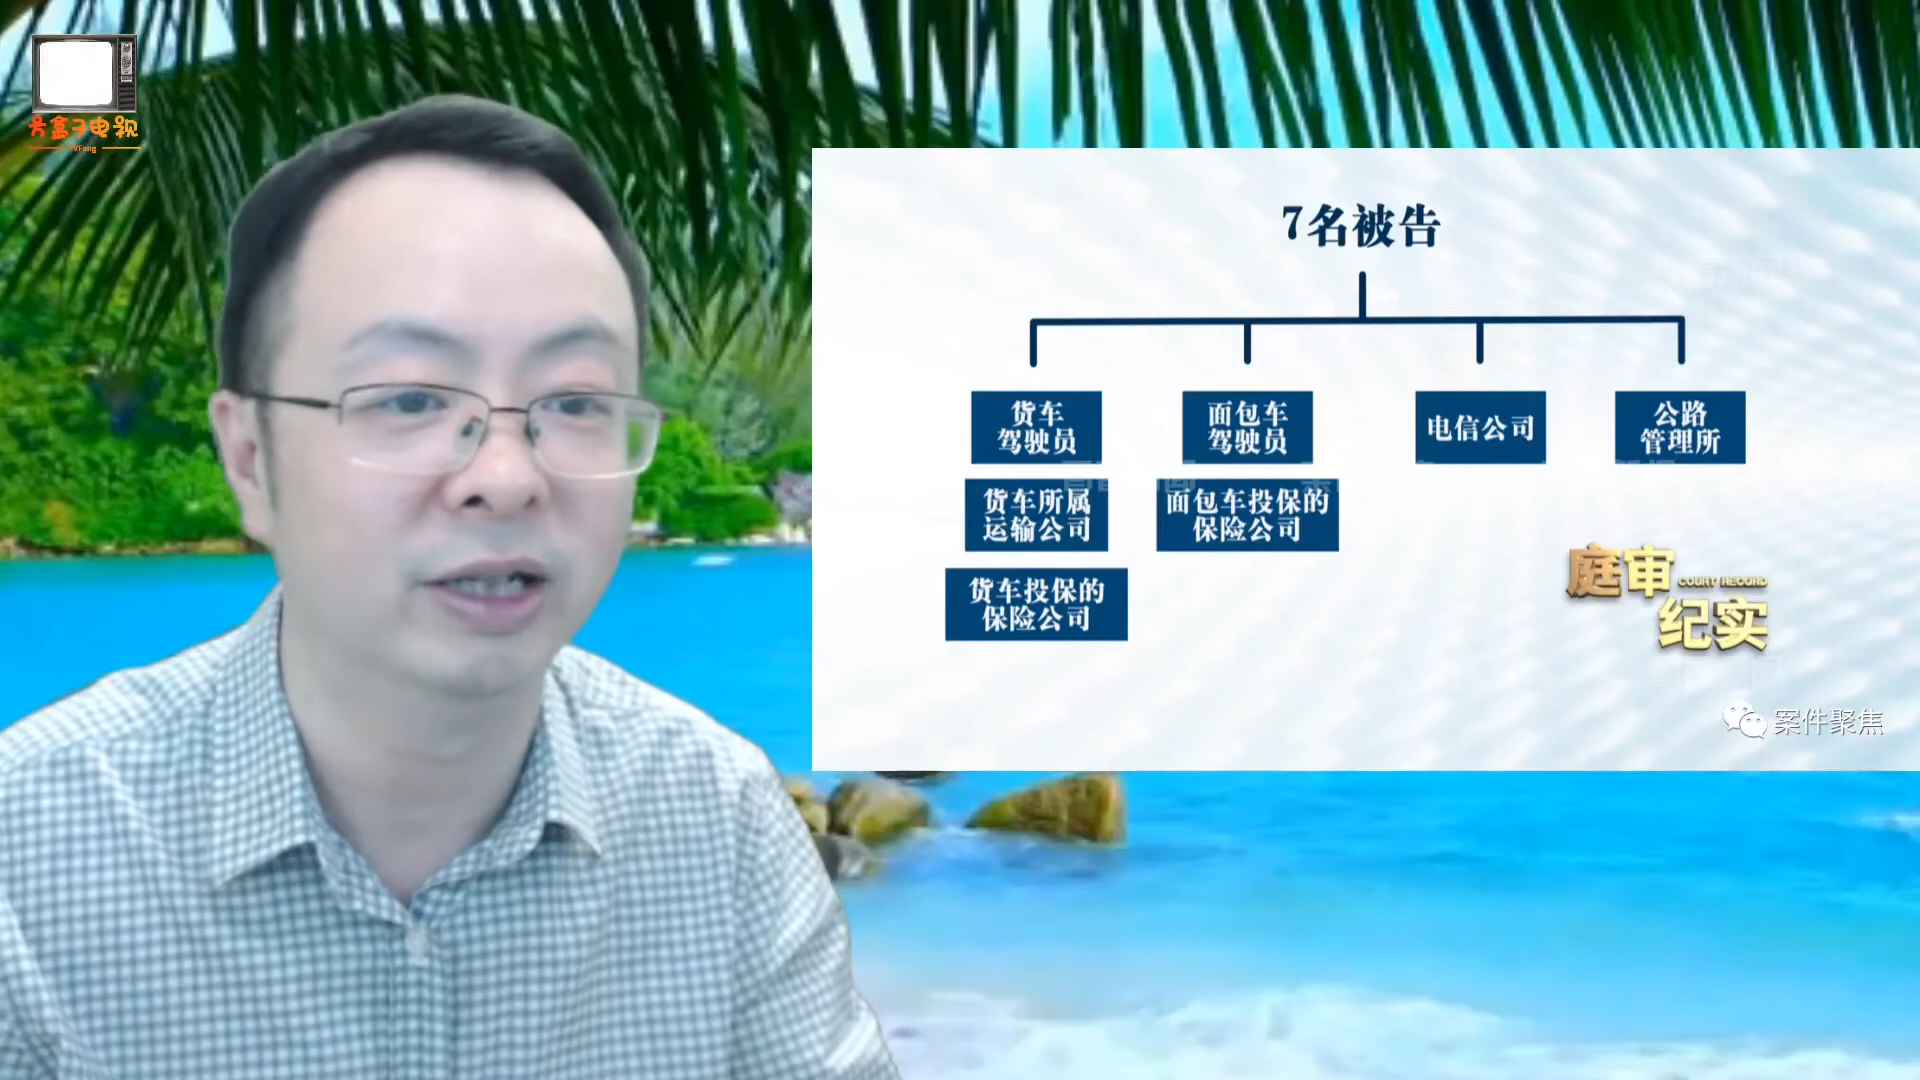 片盒子电视
TVFang
7名被告
货车
驾驶员
面包车
驾驶员
电信公司
公路
管理所
货车所属
运输公司
面包车投保的
保险公司
货车投保的
保险公司
庭审
COURT RECORD
纪实
案件聚焦